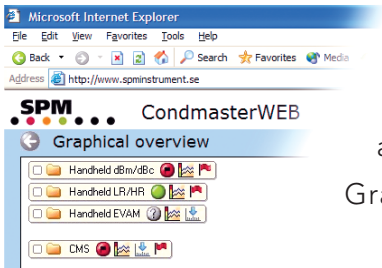 Microsoft Internet Explorer
File Edit View Favorites Tools Help
Back Search Favorites Media
Address http://www.spminstrument.se
SPM CondmasterWEB
Graphical overview
Handheld dBm/dBc
Handheld LR/HR
Handheld EVAM
CMS
a
Gra